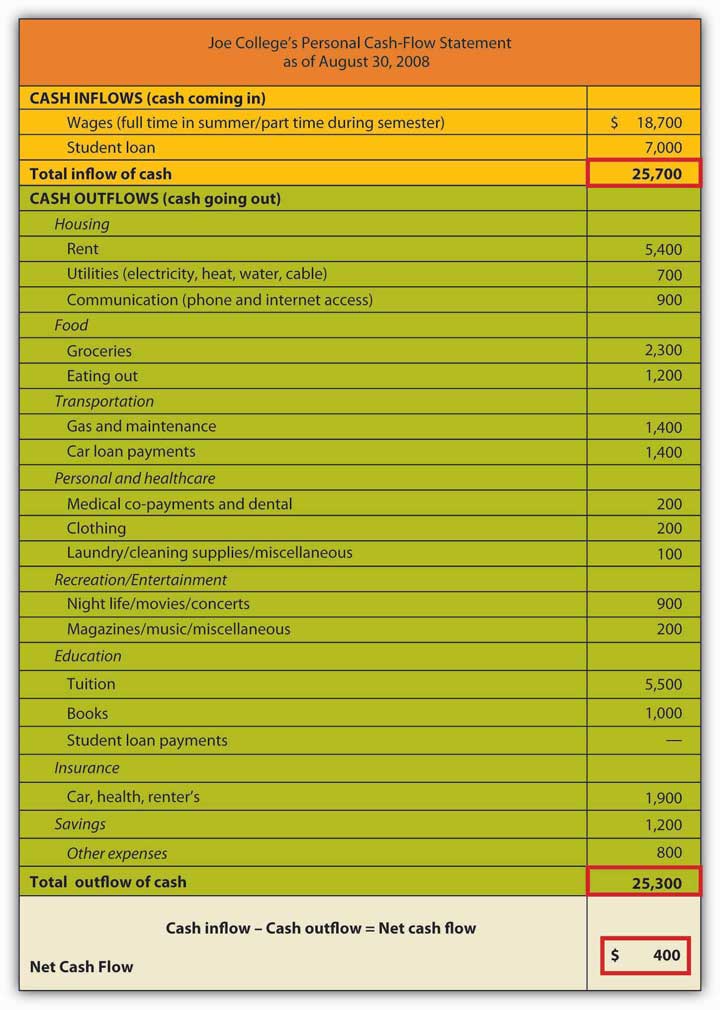 Joe College's Personal Cash-Flow Statement
as of August 30, 2008
CASH INFLOWS (cash coming in)
Wages (full time in summer/part time during semester) $ 18,700
Student loan 7,000
Total inflow of cash 25,700
CASH OUTFLOWS (cash going out)
Housing
Rent 5,400
Utilities (electricity, heat, water, cable) 700
Communication (phone and internet access) 900
Food
Groceries 2,300
Eating out 1,200
Transportation
Gas and maintenance 1,400
Car loan payments 1,400
Personal and healthcare
Medical co-payments and dental 200
Clothing 200
Laundry/cleaning supplies/miscellaneous 100
Recreation/Entertainment
Night life/movies/concerts 900
Magazines/music/miscellaneous 200
Education
Tuition 5,500
Books 1,000
Student loan payments —
Insurance
Car, health, renter's 1,900
Savings 1,200
Other expenses 800
Total outflow of cash 25,300
Cash inflow – Cash outflow = Net cash flow
Net Cash Flow $ 400